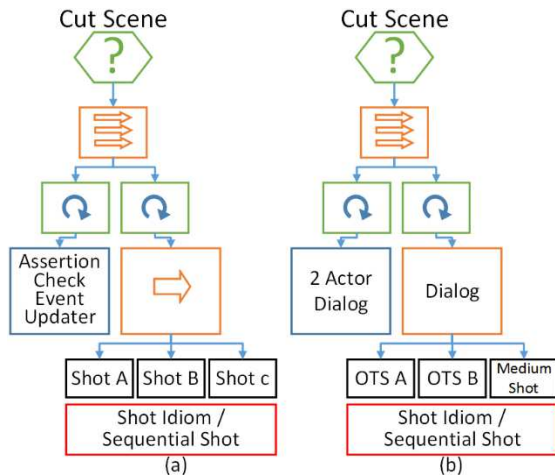 Cut Scene
?
Assertion
Check
Event
Updater
Shot A
Shot B
Shot c
Shot Idiom /
Sequential Shot
(a)
Cut Scene
?
2 Actor
Dialog
Dialog
OTS A
OTS B
Medium
Shot
Shot Idiom /
Sequential Shot
(b)